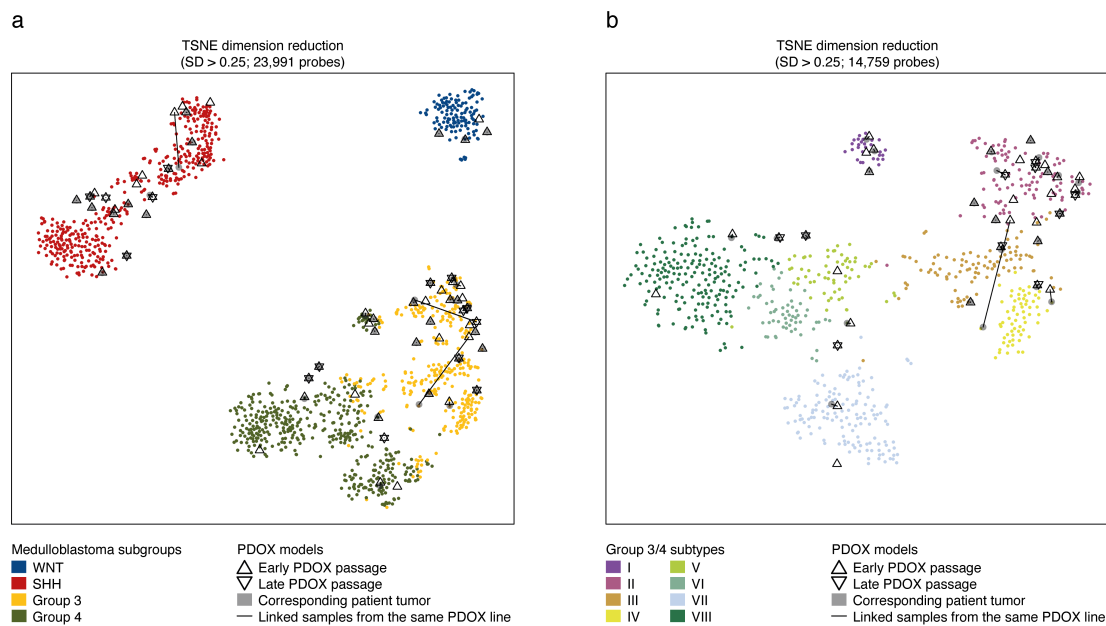 a
TSNE dimension reduction
(SD > 0.25; 23,991 probes)
Medulloblastoma subgroups
WNT
SHH
Group 3
Group 4
PDOX models
Early PDOX passage
Late PDOX passage
Corresponding patient tumor
Linked samples from the same PDOX line
b
TSNE dimension reduction
(SD > 0.25; 14,759 probes)
Group 3/4 subtypes
I
II
III
IV
V
VI
VII
VIII
PDOX models
Early PDOX passage
Late PDOX passage
Corresponding patient tumor
Linked samples from the same PDOX line